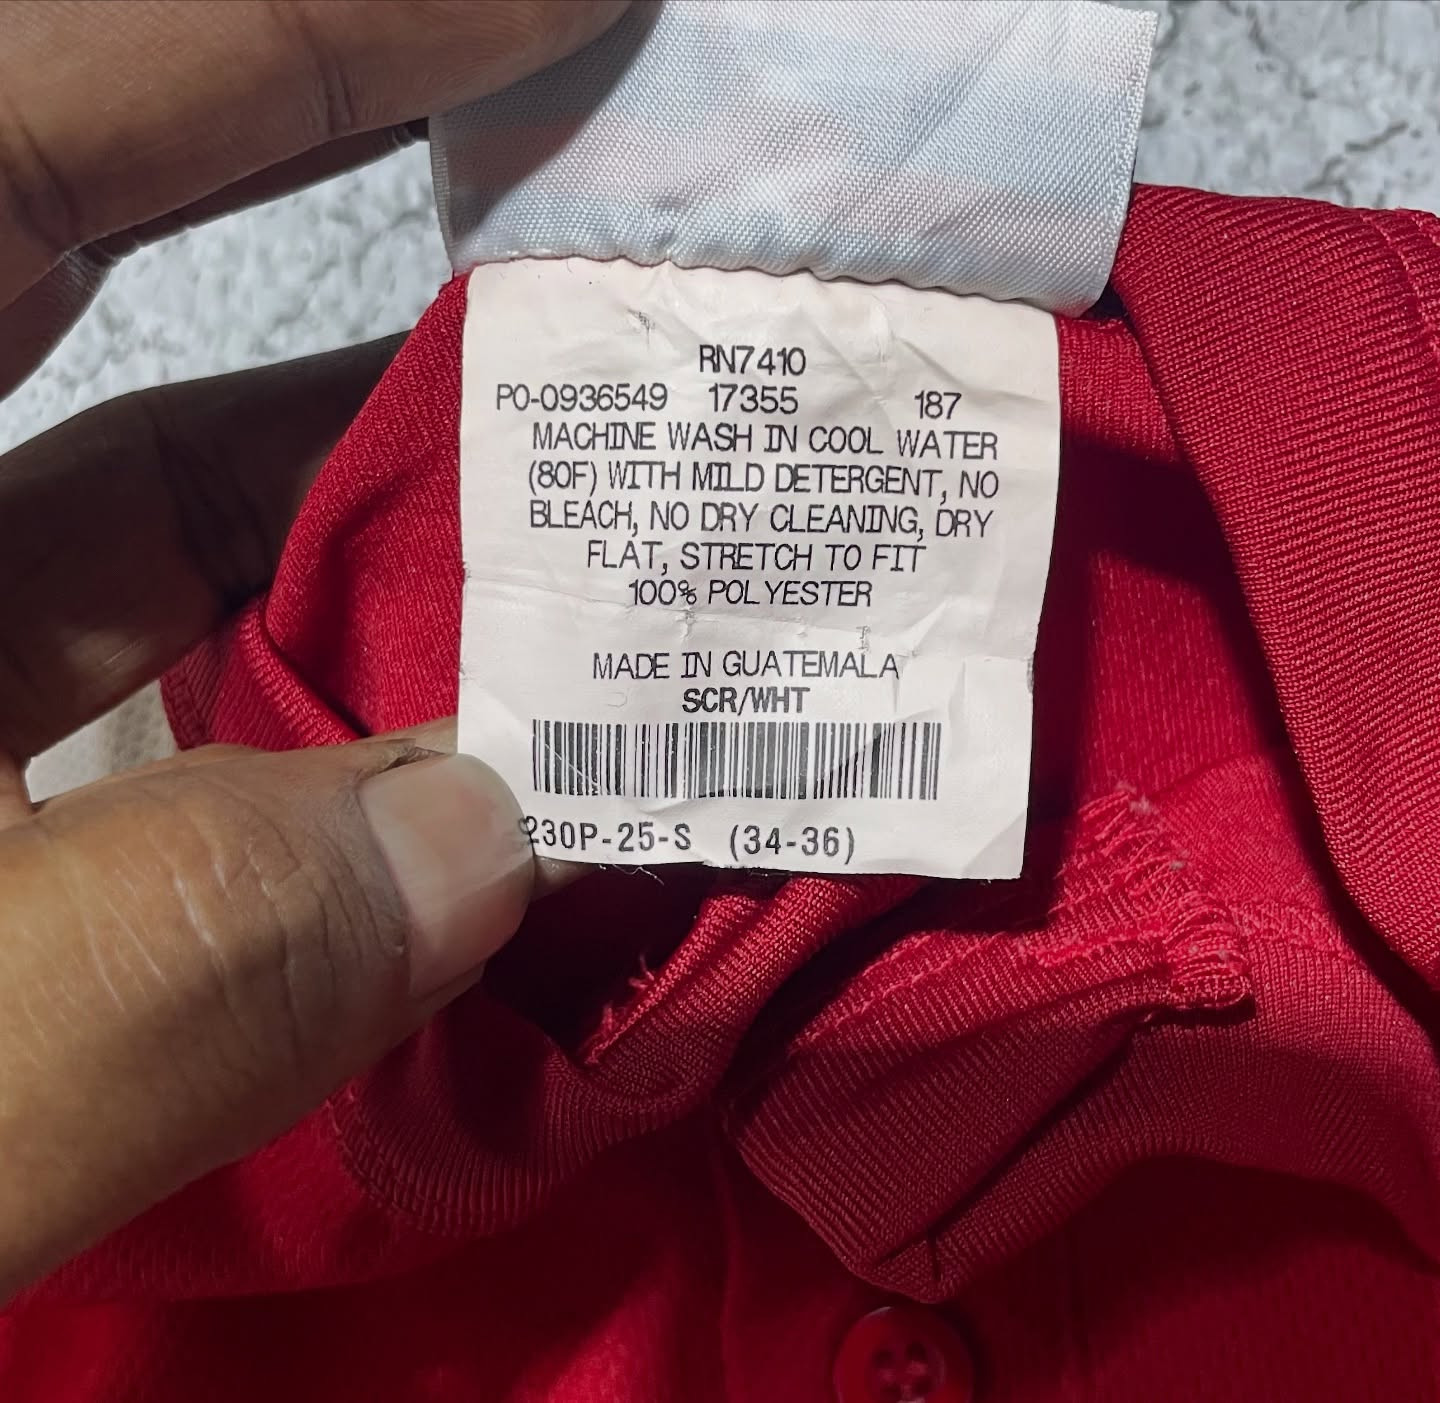 RN7410
PO-0936549 17355 187
MACHINE WASH IN COOL WATER
(80F) WITH MILD DETERGENT, NO
BLEACH, NO DRY CLEANING, DRY
FLAT, STRETCH TO FIT
100% POLYESTER
MADE IN GUATEMALA
SCR/WHT
230P-25-S (34-36)